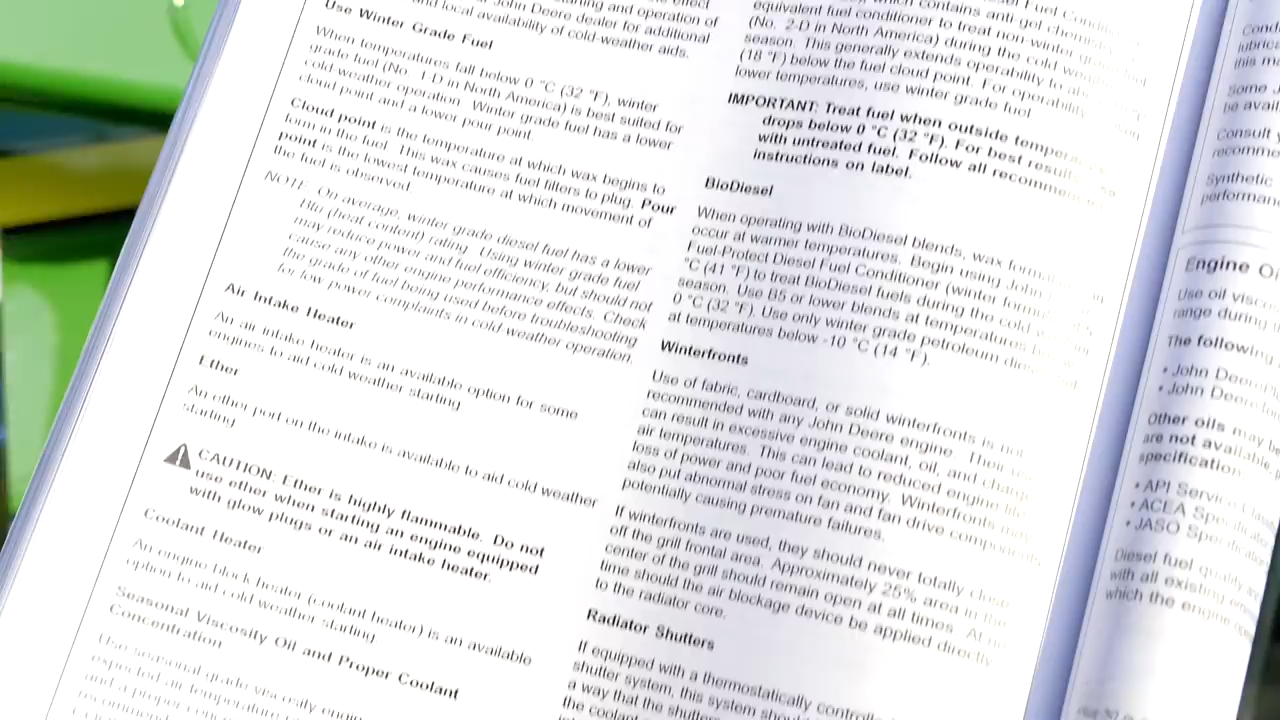 and local availability of cold-weather aids.
Use Winter Grade Fuel
When temperatures fall below 0 °C (32 °F), winter
grade fuel (No. 1-D in North America) is best suited for
cold weather operation. Winter grade fuel has a lower
cloud point and a lower pour point.
Cloud point is the temperature at which wax begins to
form in the fuel. This wax causes fuel filters to plug. Pour
point is the lowest temperature at which movement of
the fuel is observed.
NOTE: On average, winter grade diesel fuel has a lower
Btu (heat content) rating. Using winter grade fuel
may reduce power and fuel efficiency, but should not
cause any other engine performance effects. Check
the grade of fuel being used before troubleshooting
for low power complaints in cold weather operation.
Air Intake Heater
An air intake heater is an available option for some
engines to aid cold weather starting
Ether
An ether port on the intake is available to aid cold weather
starting
CAUTION: Ether is highly flammable. Do not
use ether when starting an engine equipped
with glow plugs or an air intake heater.
Coolant Heater
An engine block heater (coolant heater) is an available
option to aid cold weather starting
Seasonal Viscosity Oil and Proper Coolant
Concentration
Use seasonal grade viscosity engine
expected air temperature
and a proper
equivalent fuel conditioner to treat non-winter grade fuel
(No. 2-D in North America) during the cold
season. This generally extends operability to
(18 °F) below the fuel cloud point. For operability
lower temperatures, use winter grade fuel
IMPORTANT: Treat fuel when outside
drops below 0 °C (32 °F). For best results
with untreated fuel. Follow all
instructions on label.
BioDiesel
When operating with BioDiesel blends, wax
occur at warmer temperatures. Begin using John
Fuel-Protect Diesel Fuel Conditioner (winter
°C (41 °F) to treat BioDiesel fuels during the cold
season. Use B5 or lower blends at temperatures
0 °C (32 °F). Use only winter grade petroleum
at temperatures below -10 °C (14 °F).
Winterfronts
Use of fabric, cardboard, or solid winterfronts is not
recommended with any John Deere engine. Their
can result in excessive engine coolant, oil, and charge
air temperatures. This can lead to reduced engine life,
loss of power and poor fuel economy. Winterfronts may
also put abnormal stress on fan and fan drive components
potentially causing premature failures.
If winterfronts are used, they should never totally close
off the grill frontal area. Approximately 25% area in the
center of the grill should remain open at all times. At no
time should the air blockage device be applied directly
to the radiator core.
Radiator Shutters
If equipped with a thermostatically
shutter system, this system should
a way that the shutters
the coolant
Some
be
Consult
Synthetic
Engine
Use oil
range during
The following
• John Deere
• John Deere
Other oils may be
are not available,
specification
• API Service
• ACEA
• JASO
Diesel fuel quality
with all existing
which the engine